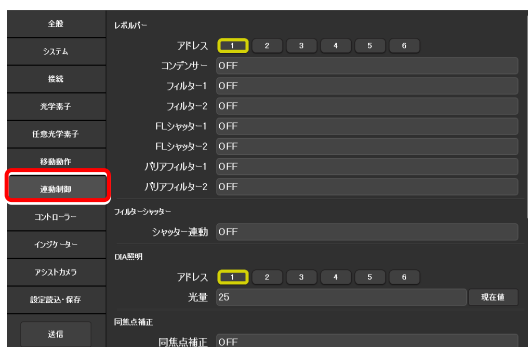 全般
システム
接続
光学素子
任意光学素子
移動動作
連動制御
コントローラー
インジケーター
アシストカメラ
設定読込・保存
送信
レボルバー
アドレス 1 2 3 4 5 6
コンデンサー OFF
フィルター1 OFF
フィルター2 OFF
FLシャッター1 OFF
FLシャッター2 OFF
バリアフィルター1 OFF
バリアフィルター2 OFF
フィルターシャッター
シャッター連動 OFF
DIA照明
アドレス 1 2 3 4 5 6
光量 25 現在値
同焦点補正
同焦点補正 OFF